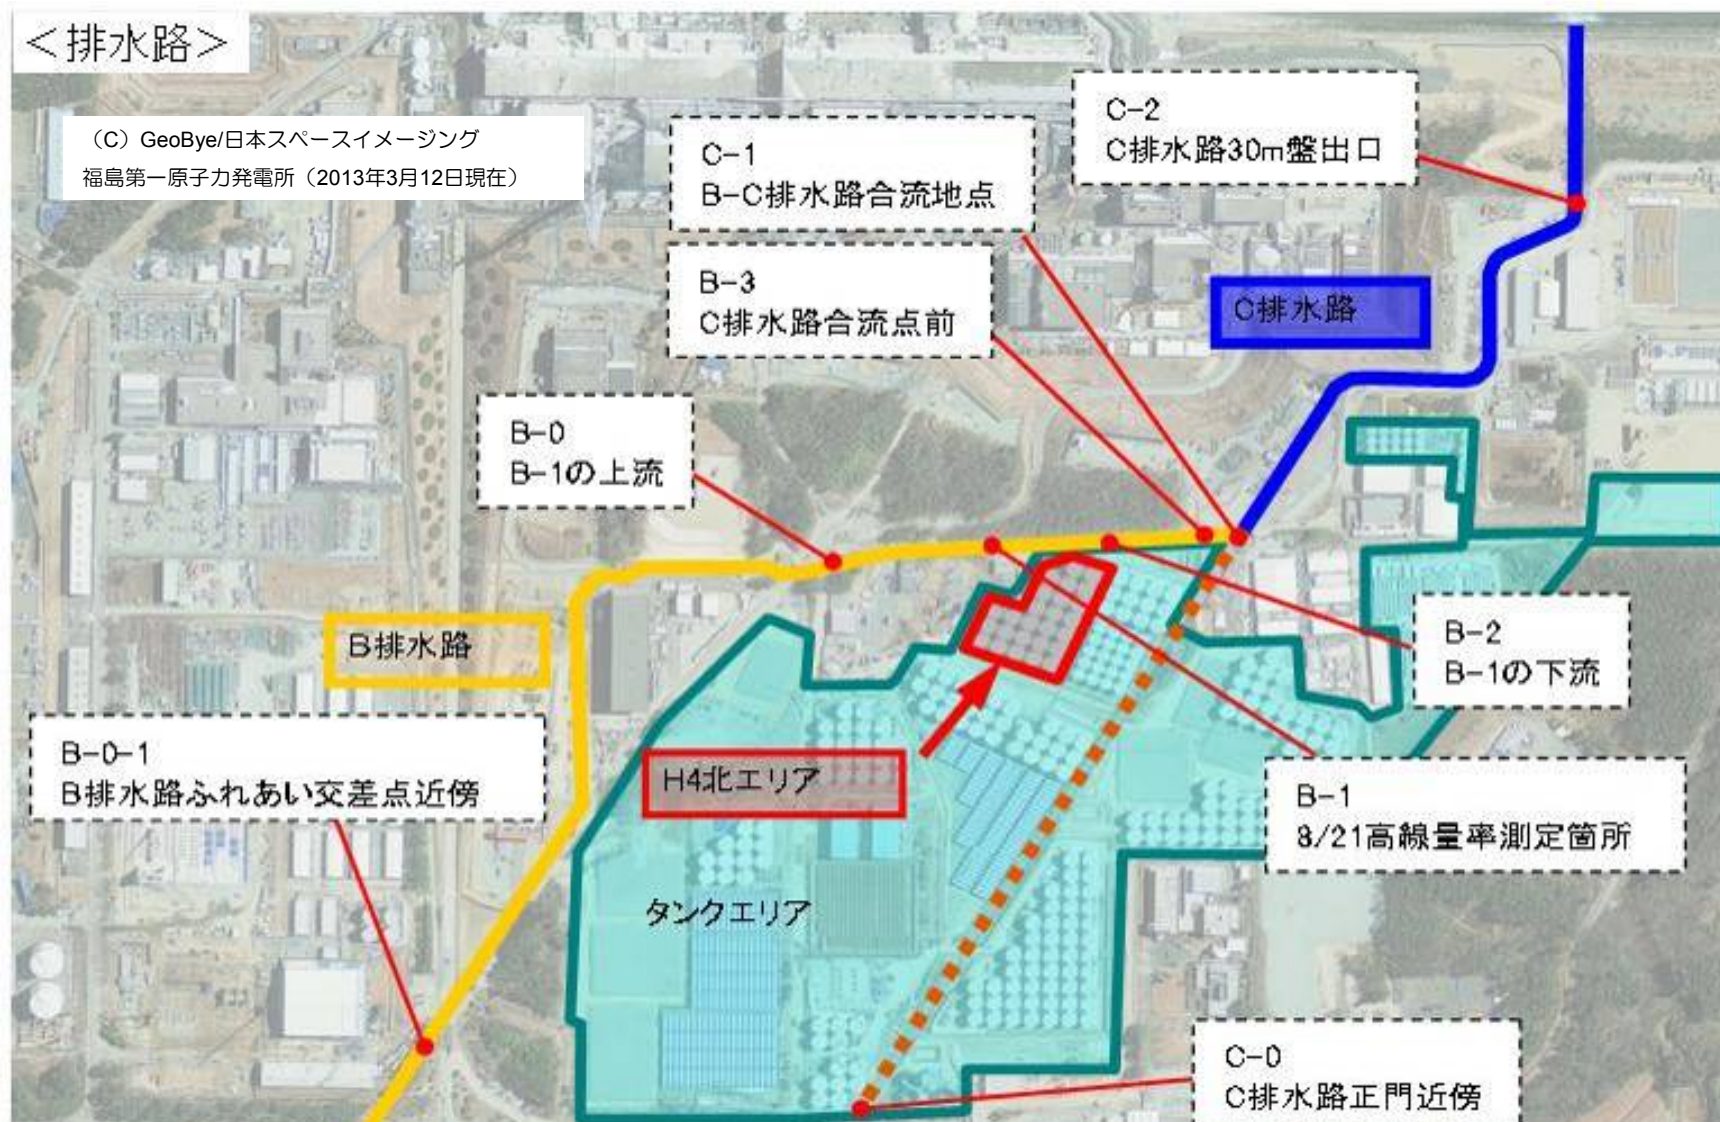 ＜排水路＞
（C）GeoBye/日本スペースイメージング
福島第一原子力発電所（2013年3月12日現在）
C-2
C排水路30m盤出口
C-1
B-C排水路合流地点
B-3
C排水路合流点前
C排水路
B-0
B-1の上流
B排水路
B-2
B-1の下流
B-0-1
B排水路ふれあい交差点近傍
H4北エリア
B-1
8/21高線量率測定箇所
タンクエリア
C-0
C排水路正門近傍